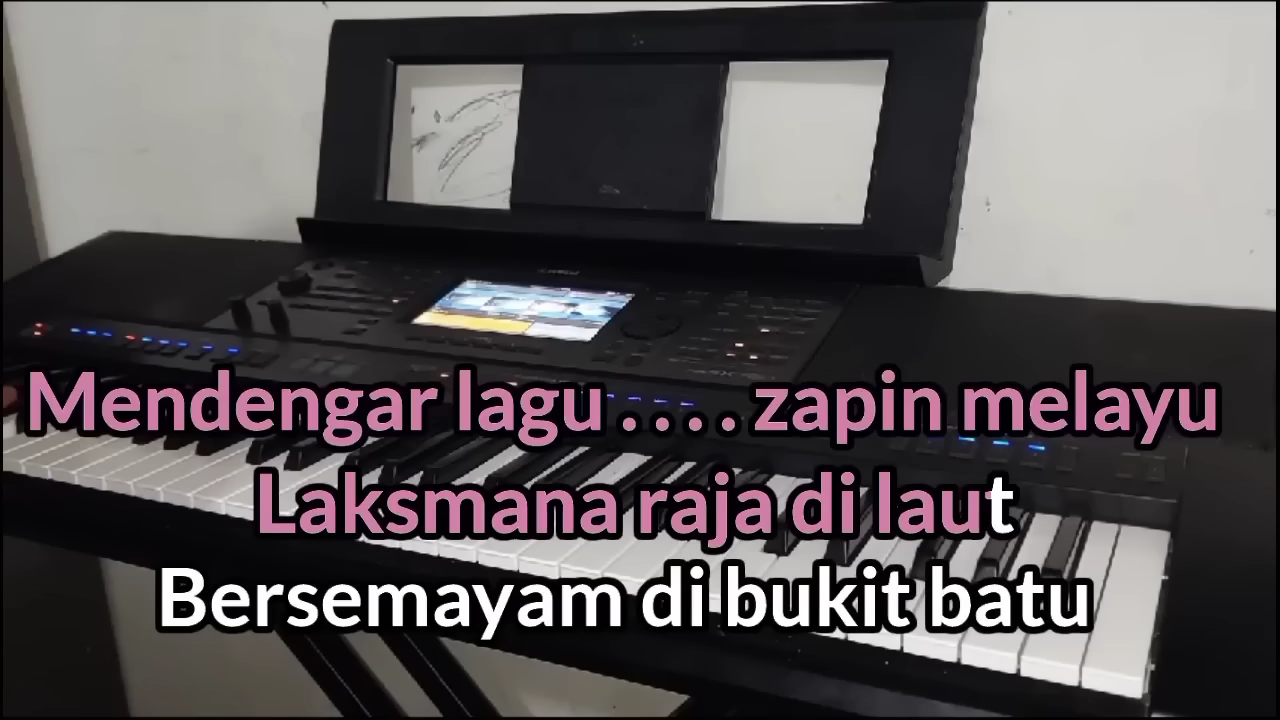 Mendengar lagu . . . . zapin melayu
Laksmana raja di laut
Bersemayam di bukit batu